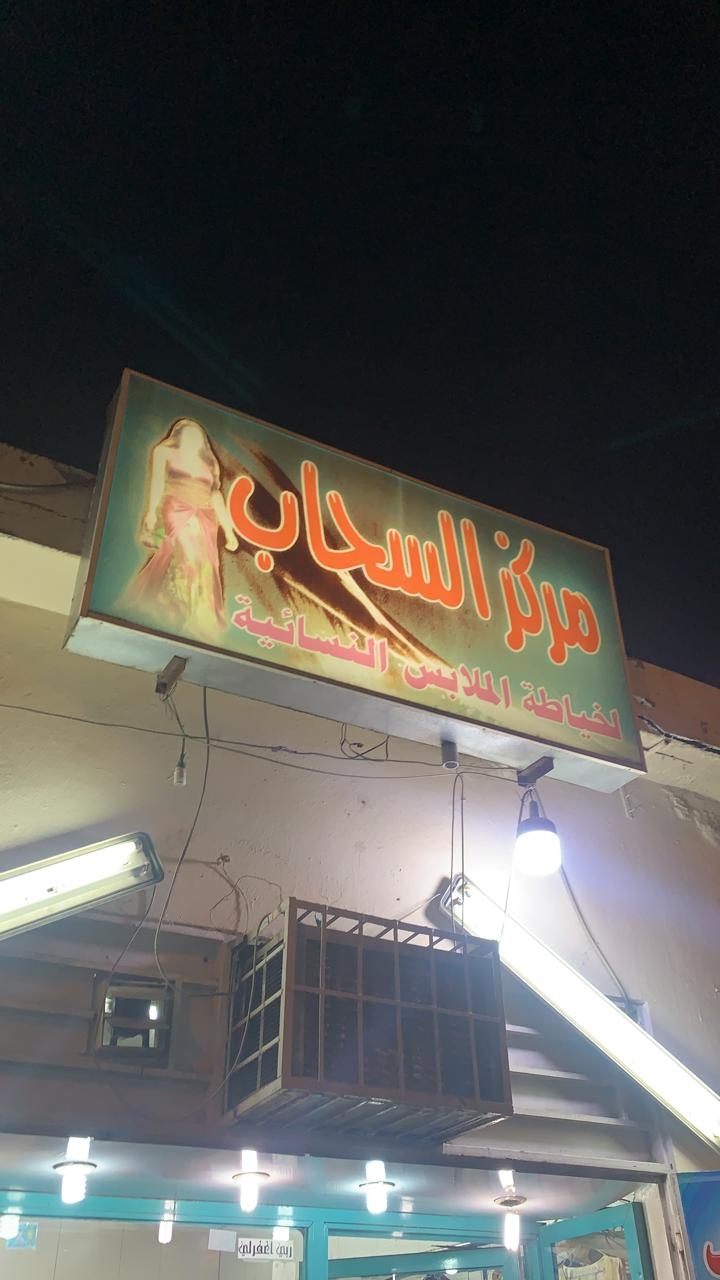 مركز السحاب
لخياطة الملابس النسائية
ربي اغفرلي